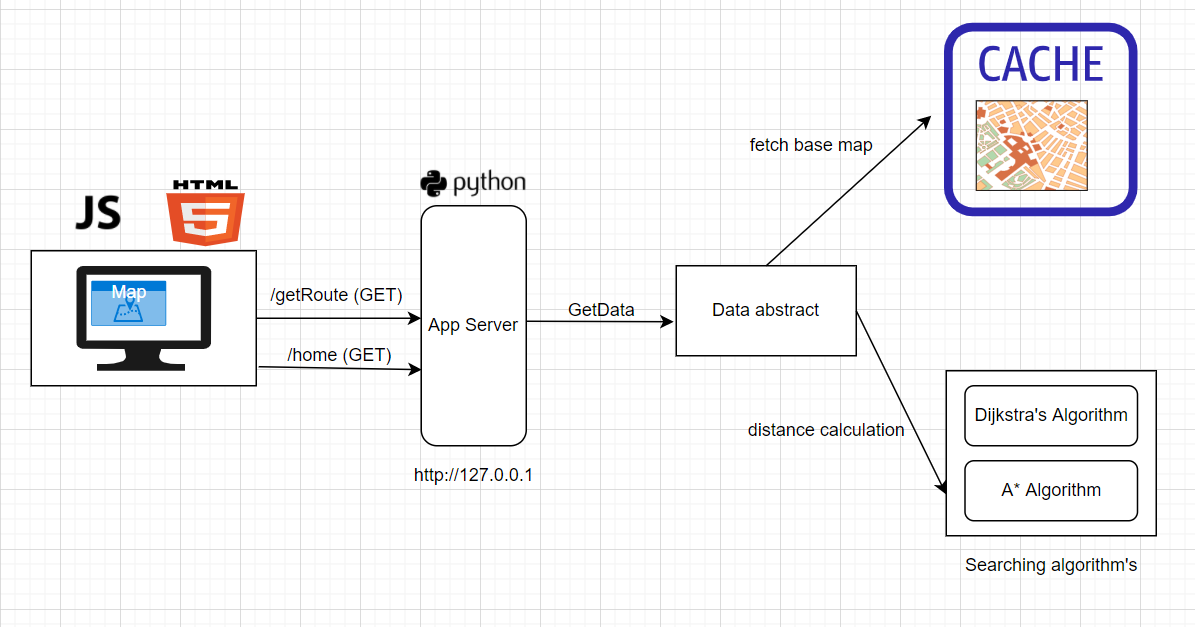 CACHE
fetch base map
python
HTML
5
JS
Map
/getRoute (GET)
GetData
Data abstract
App Server
/home (GET)
Dijkstra's Algorithm
distance calculation
http://127.0.0.1
A* Algorithm
Searching algorithm's